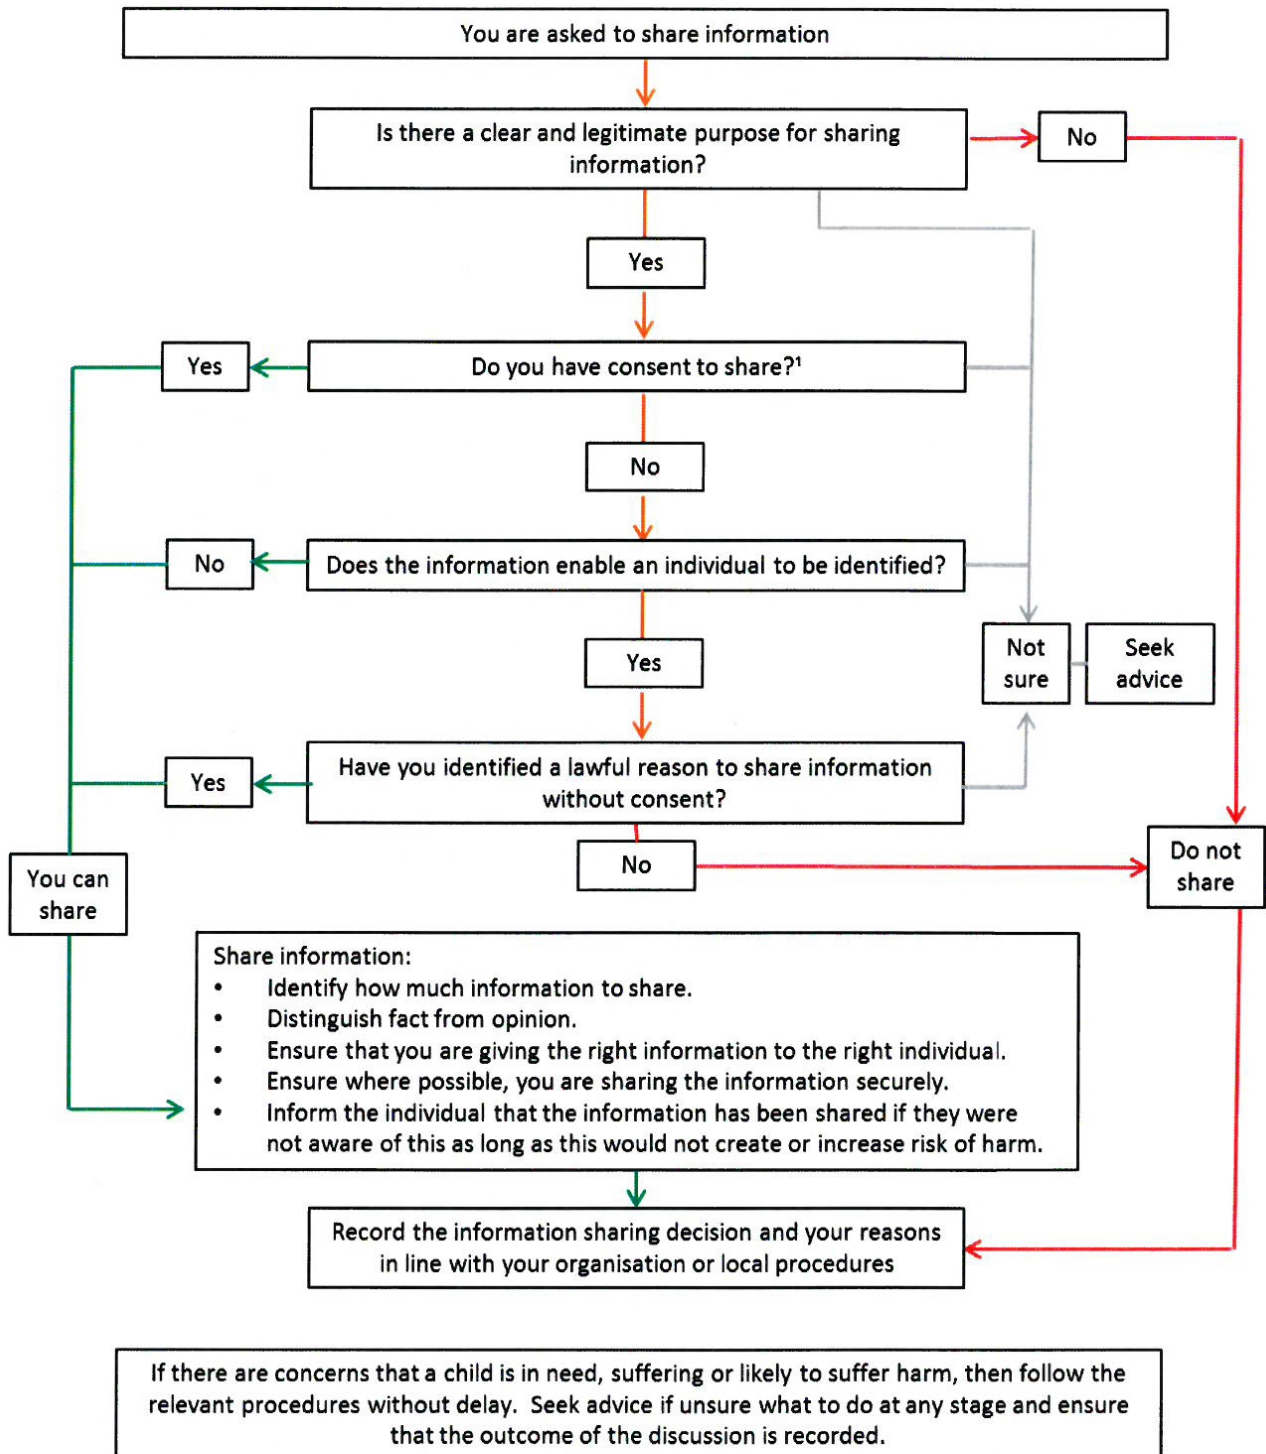 You are asked to share information
Is there a clear and legitimate purpose for sharing
information?
No
Yes
Do you have consent to share?¹
Yes
No
Does the information enable an individual to be identified?
No
Yes
Not
sure
Seek
advice
Have you identified a lawful reason to share information
without consent?
Yes
No
You can
share
Do not
share
Share information:
• Identify how much information to share.
• Distinguish fact from opinion.
• Ensure that you are giving the right information to the right individual.
• Ensure where possible, you are sharing the information securely.
• Inform the individual that the information has been shared if they were
not aware of this as long as this would not create or increase risk of harm.
Record the information sharing decision and your reasons
in line with your organisation or local procedures
If there are concerns that a child is in need, suffering or likely to suffer harm, then follow the
relevant procedures without delay. Seek advice if unsure what to do at any stage and ensure
that the outcome of the discussion is recorded.